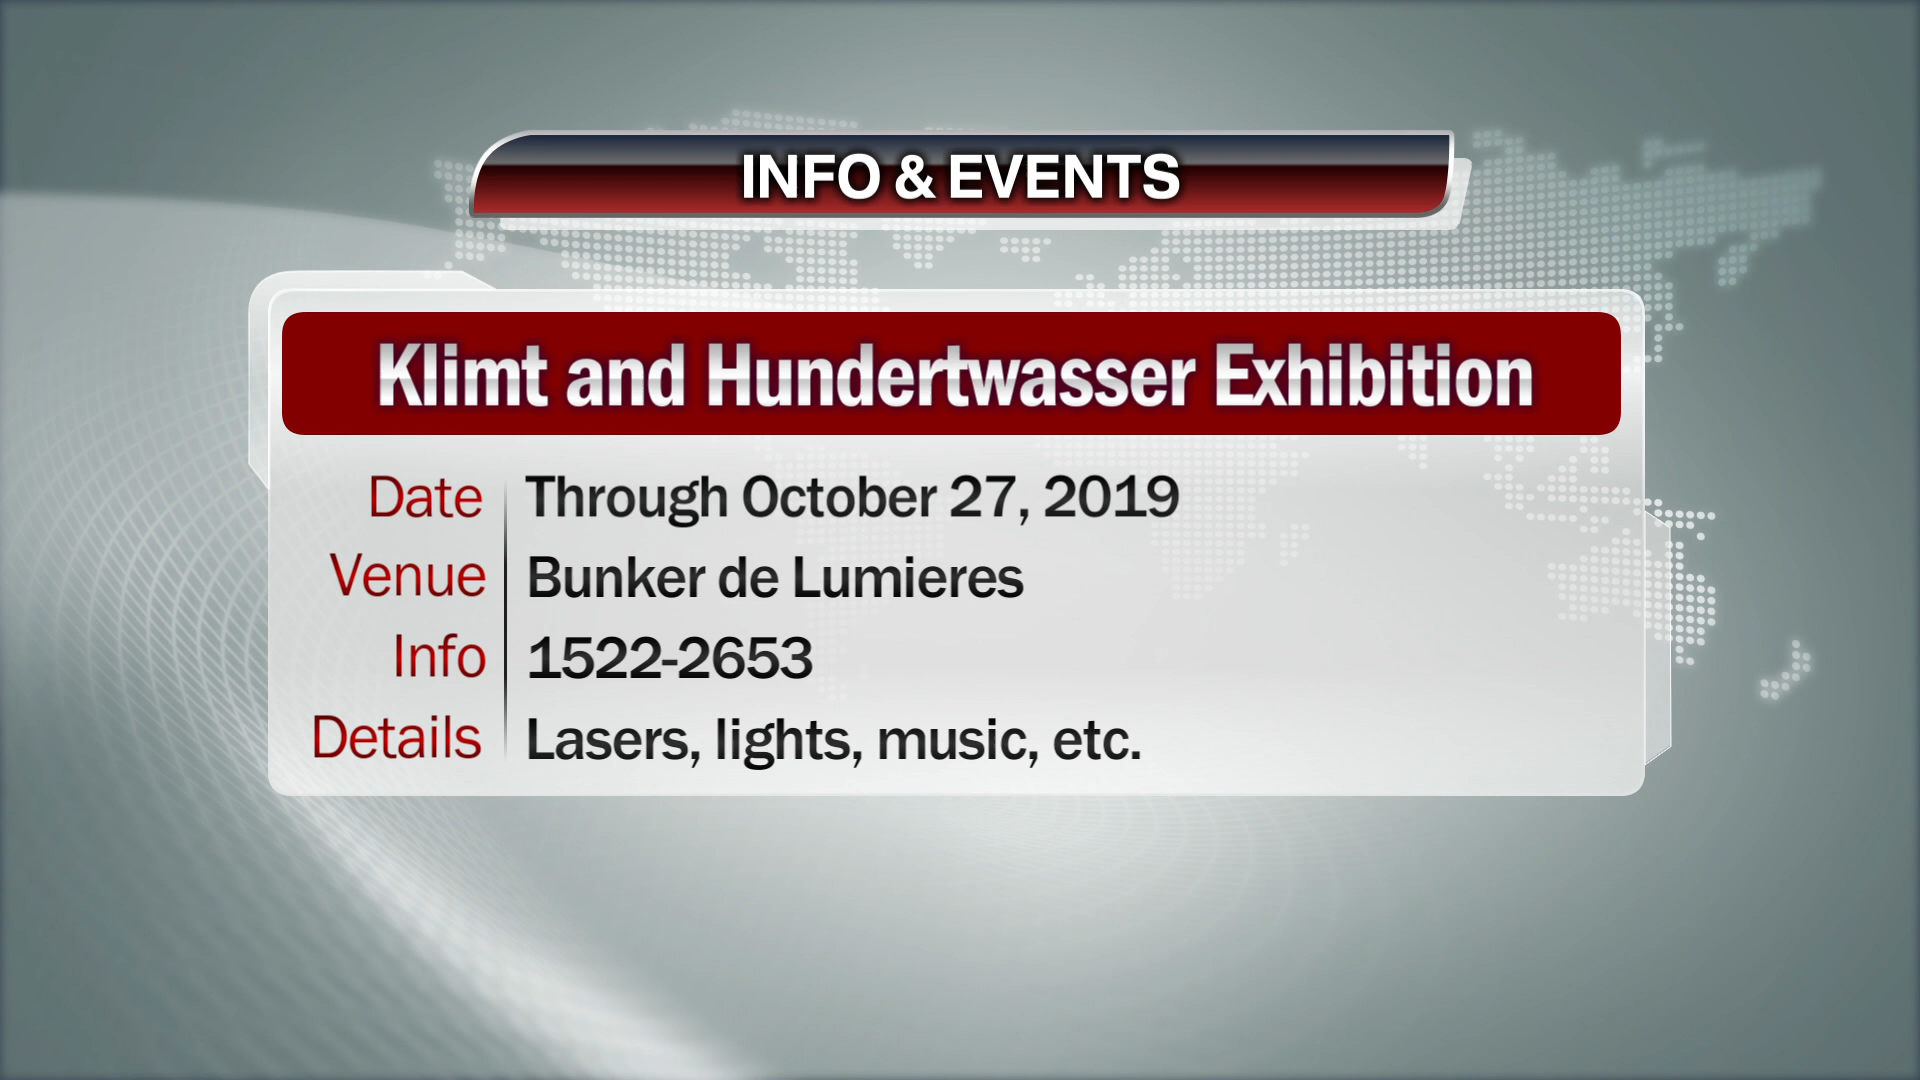 INFO & EVENTS
Klimt and Hundertwasser Exhibition
Date Through October 27, 2019
Venue Bunker de Lumieres
Info 1522-2653
Details Lasers, lights, music, etc.